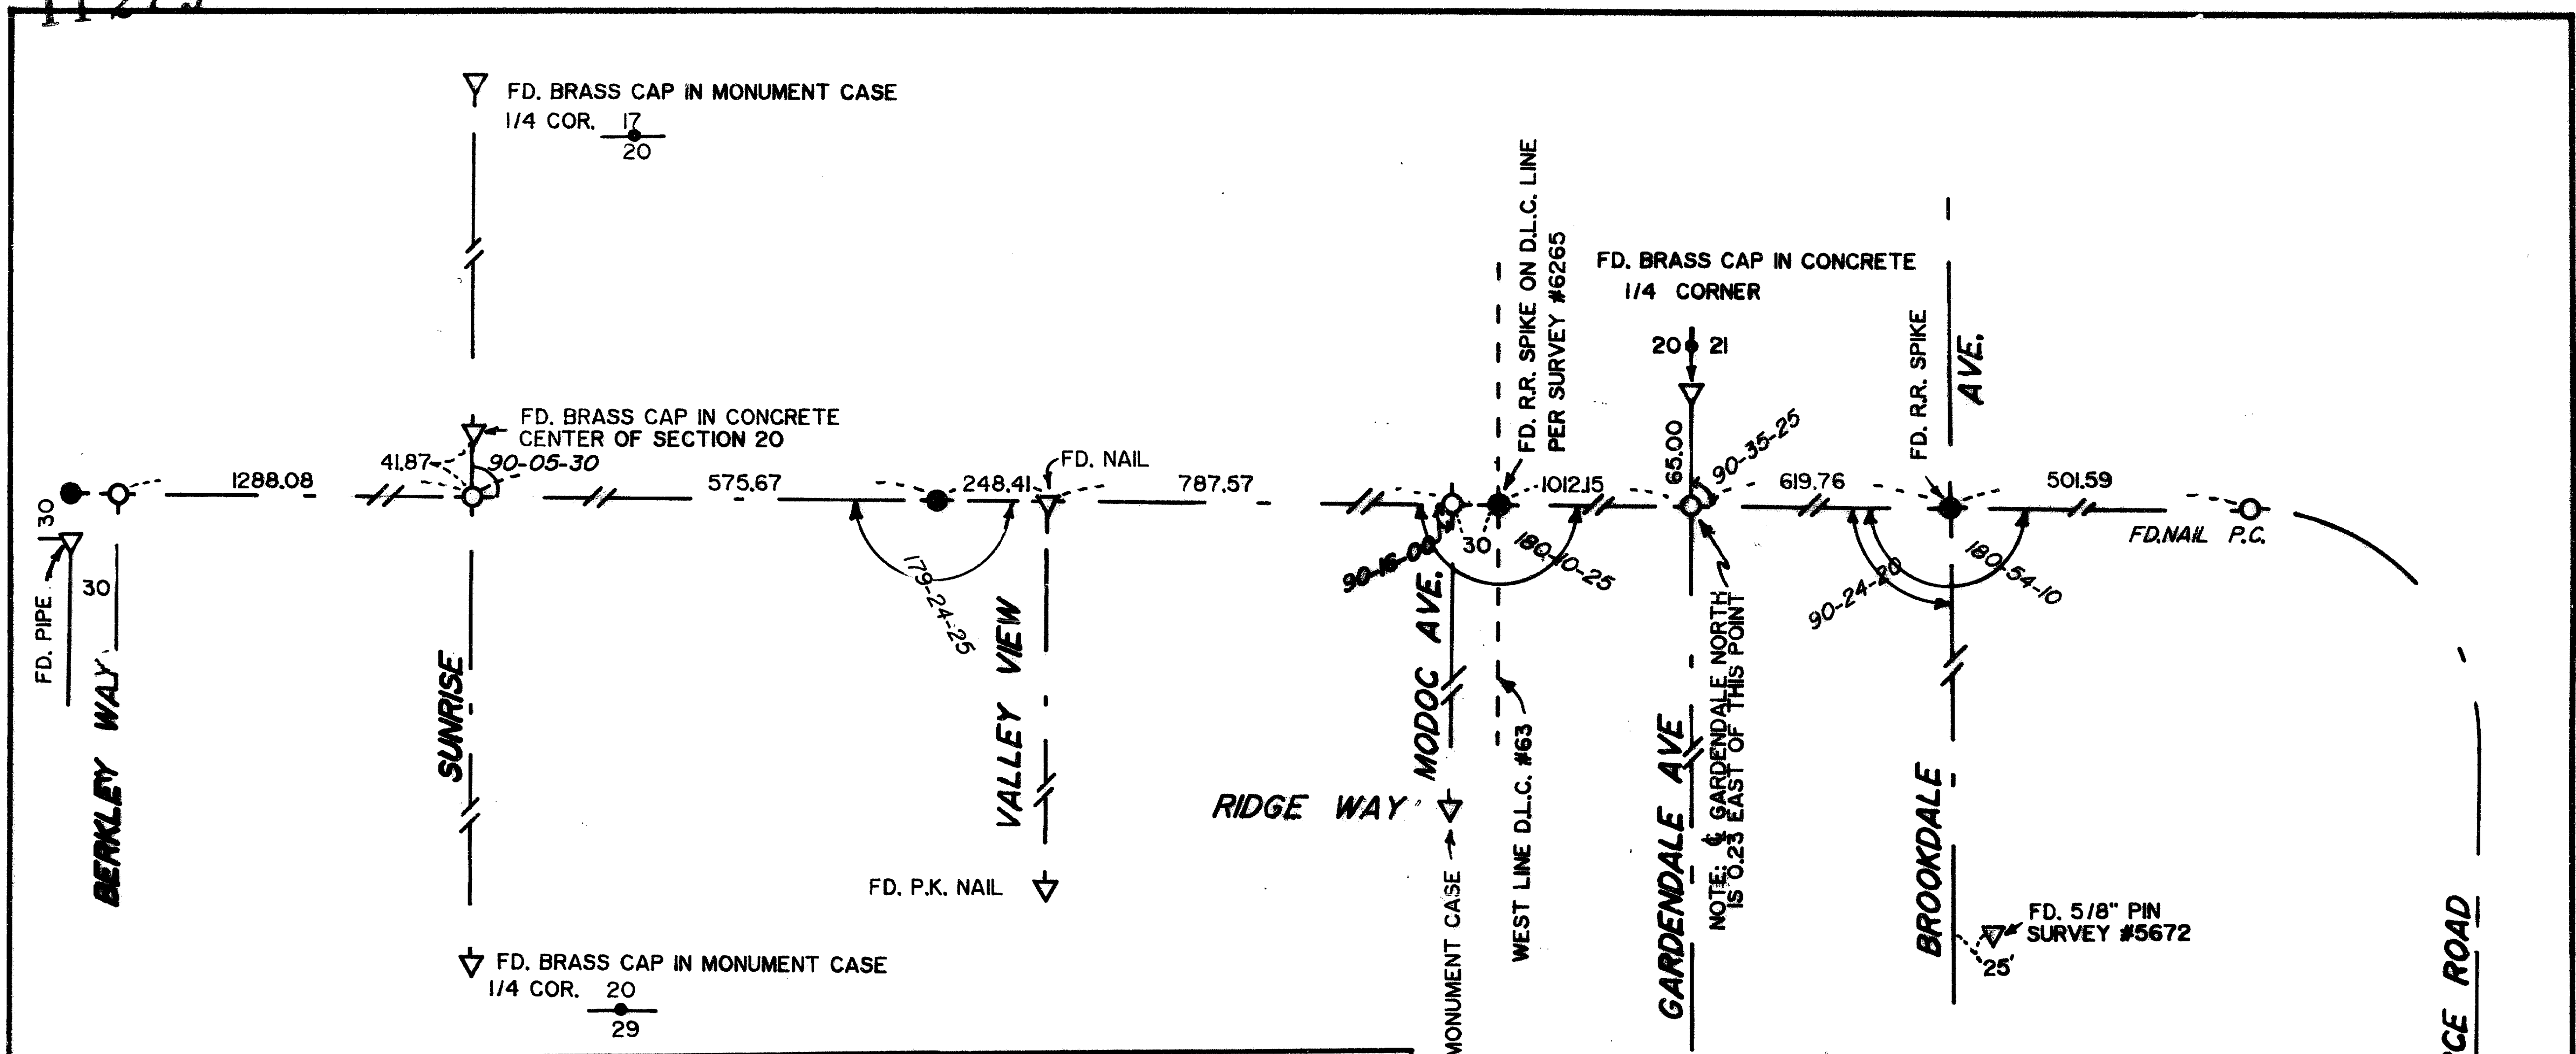 FD. BRASS CAP IN MONUMENT CASE
1/4 COR. 17
20
FD. R.R. SPIKE ON D.L.C. LINE
PER SURVEY #6265
FD. BRASS CAP IN CONCRETE
1/4 CORNER
20 21
FD. R.R. SPIKE
AVE.
FD. BRASS CAP IN CONCRETE
CENTER OF SECTION 20
41.87
90-05-30
FD. NAIL
65.00
90-35-25
1288.08
575.67
248.41
787.57
1012.15
619.76
501.59
30
FD. NAIL P.C.
30
FD. PIPE
179-24-25
90-16-00
30
180-10-25
90-24-20
180-54-10
BERKLEY WAY
SUNRISE
VALLEY VIEW
MODOC AVE.
RIDGE WAY
WEST LINE D.L.C. #63
GARDENDALE AVE
NOTE: ℄ GARDENDALE NORTH
IS 0.23 EAST OF THIS POINT
BROOKDALE
FD. P.K. NAIL
FD. 5/8" PIN
SURVEY #5672
25'
FD. BRASS CAP IN MONUMENT CASE
1/4 COR. 20
29
MONUMENT CASE
ROAD